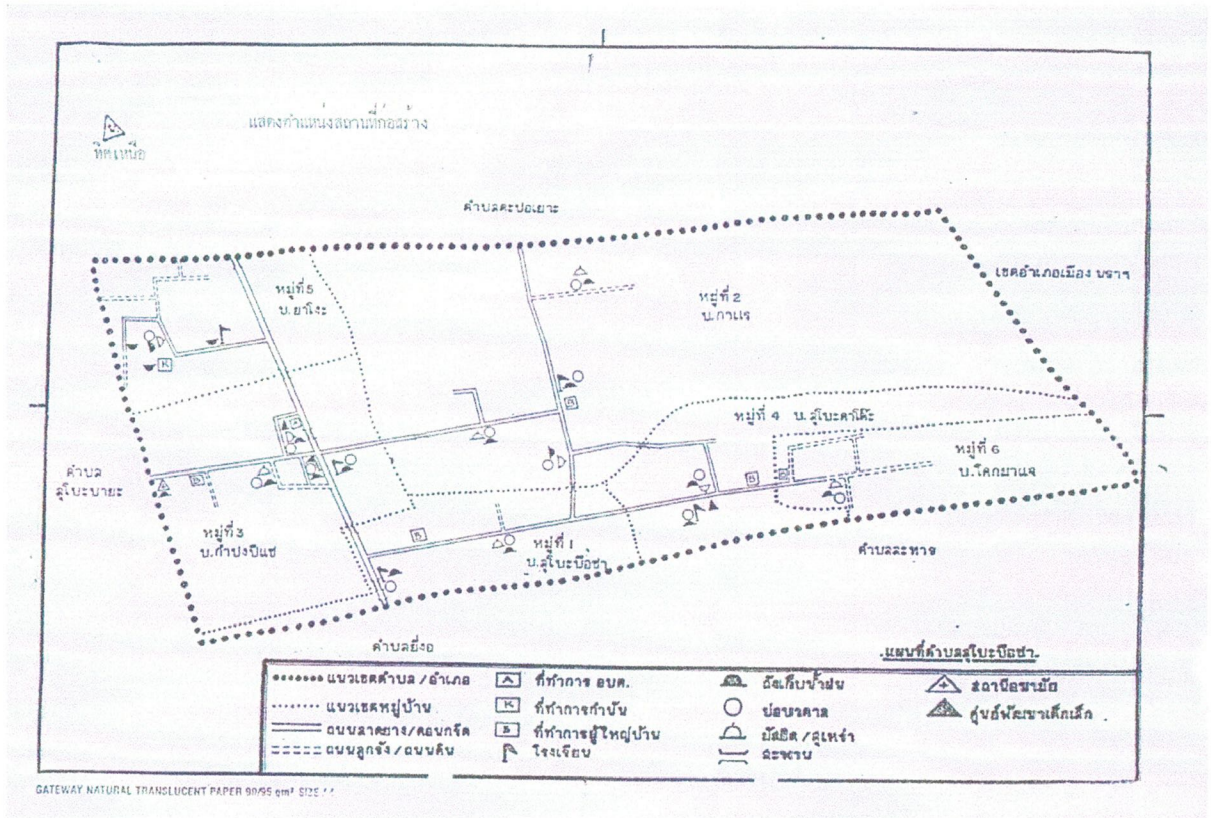 แสดงตำแหน่งสถานที่ก่อสร้าง
ทิศเหนือ
ตำบลตะปอเยาะ
เขตอำเภอเมือง นราฯ
หมู่ที่ 5
บ.ยาโงะ
หมู่ที่ 2
บ.กาแร
K
หมู่ที่ 4 บ.ลูโบะดาโต๊ะ
หมู่ที่ 6
บ.โคกยามู
ตำบล
ลูโบะบายะ
หมู่ที่ 3
บ.กำปงปีแซ
หมู่ที่ 1
บ.ลูโบะบือซา
ตำบลละหาร
ตำบลยี่งอ
แผนที่ตำบลลูโบะบือซา.
แนวเขตตำบล / อำเภอ
A ที่ทำการ อบต.
ถังเก็บน้ำฝน
สถานีอนามัย
แนวเขตหมู่บ้าน
K ที่ทำการกำนัน
บ่อบาดาล
ศูนย์พัฒนาเด็กเล็ก
ถนนลาดยาง/คอนกรีต
B ที่ทำการผู้ใหญ่บ้าน
มัสยิด / สุเหร่า
ถนนลูกรัง/ถนนดิน
โรงเรียน
สะพาน
GATEWAY NATURAL TRANSLUCENT PAPER 90/95 gm² SIZE